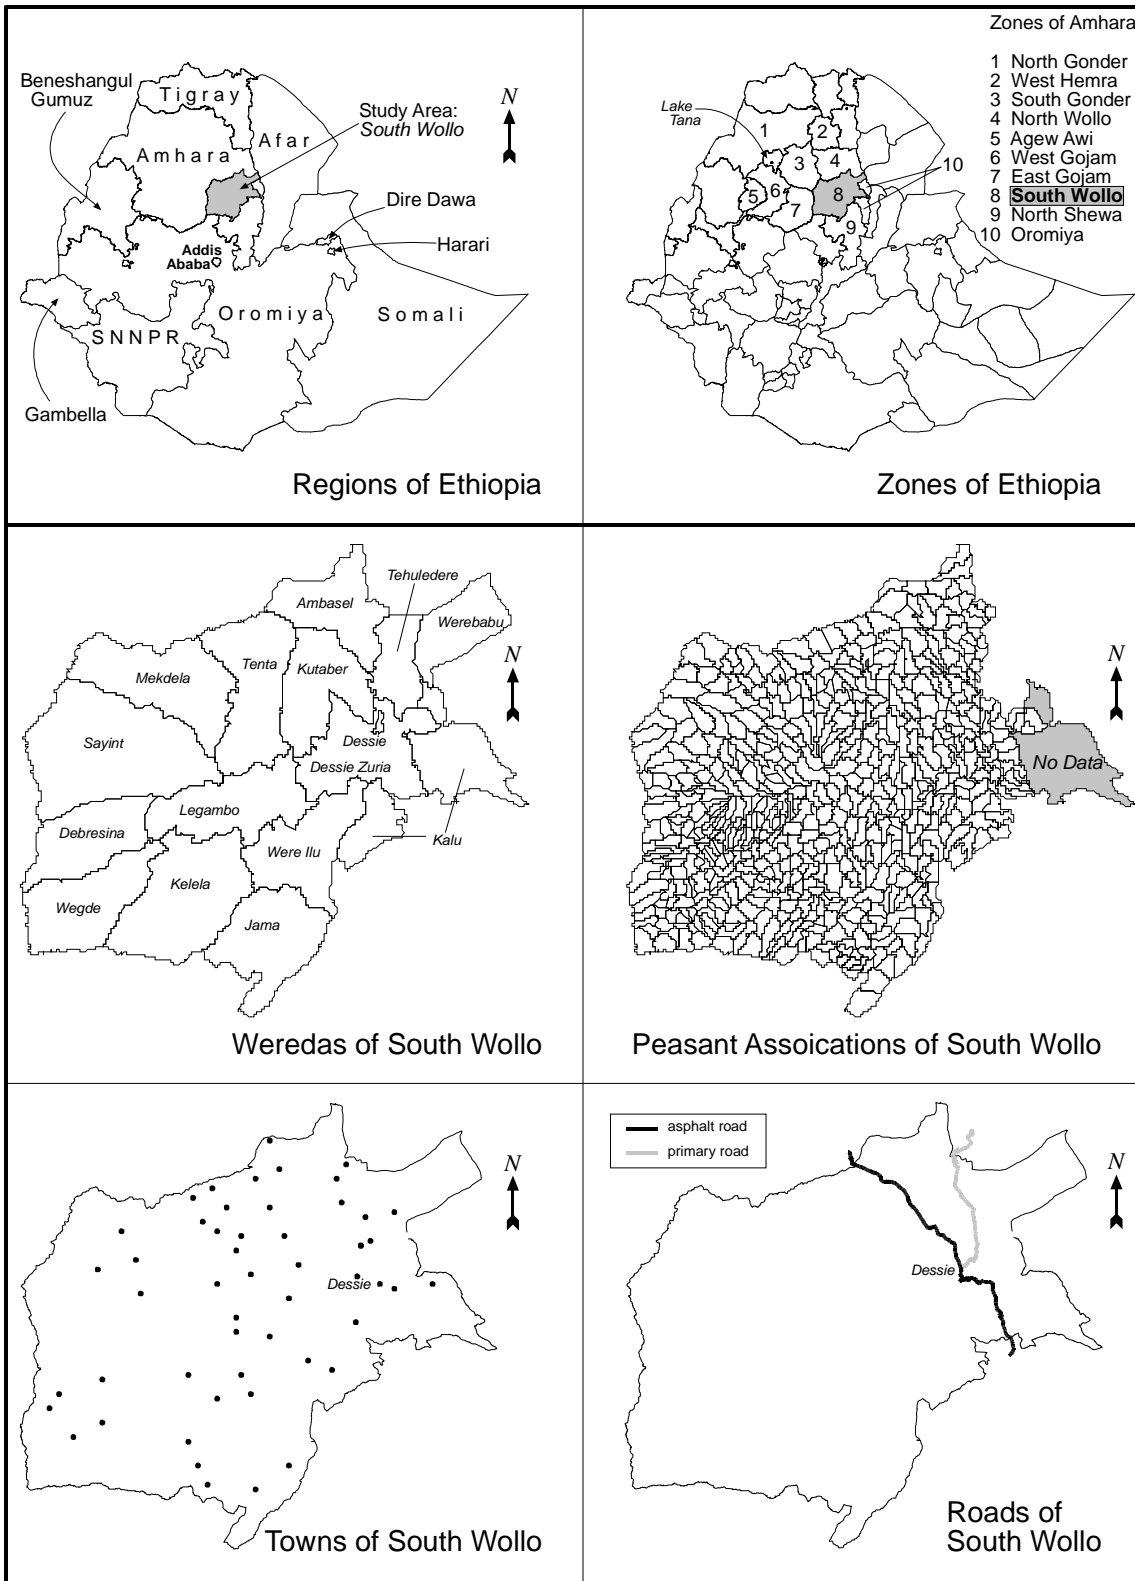 Beneshangul
Gumuz
Tigray
Study Area:
South Wollo
N
Afar
Amhara
Dire Dawa
Harari
Addis
Ababa
Oromiya
Somali
SNNPR
Gambella
Regions of Ethiopia
Zones of Amhara
1 North Gonder
2 West Hemra
3 South Gonder
4 North Wollo
5 Agew Awi
6 West Gojam
7 East Gojam
8 South Wollo
9 North Shewa
10 Oromiya
Lake
Tana
1
2
3
4
10
5
6
7
8
9
Zones of Ethiopia
Tehuledere
Ambasel
Werebabu
N
Tenta
Kutaber
Mekdela
Sayint
Dessie
Dessie Zuria
Legambo
Debresina
Were Ilu
Kalu
Kelela
Wegde
Jama
Weredas of South Wollo
N
No Data
Peasant Assoications of South Wollo
N
Dessie
Towns of South Wollo
asphalt road
primary road
N
Dessie
Roads of
South Wollo